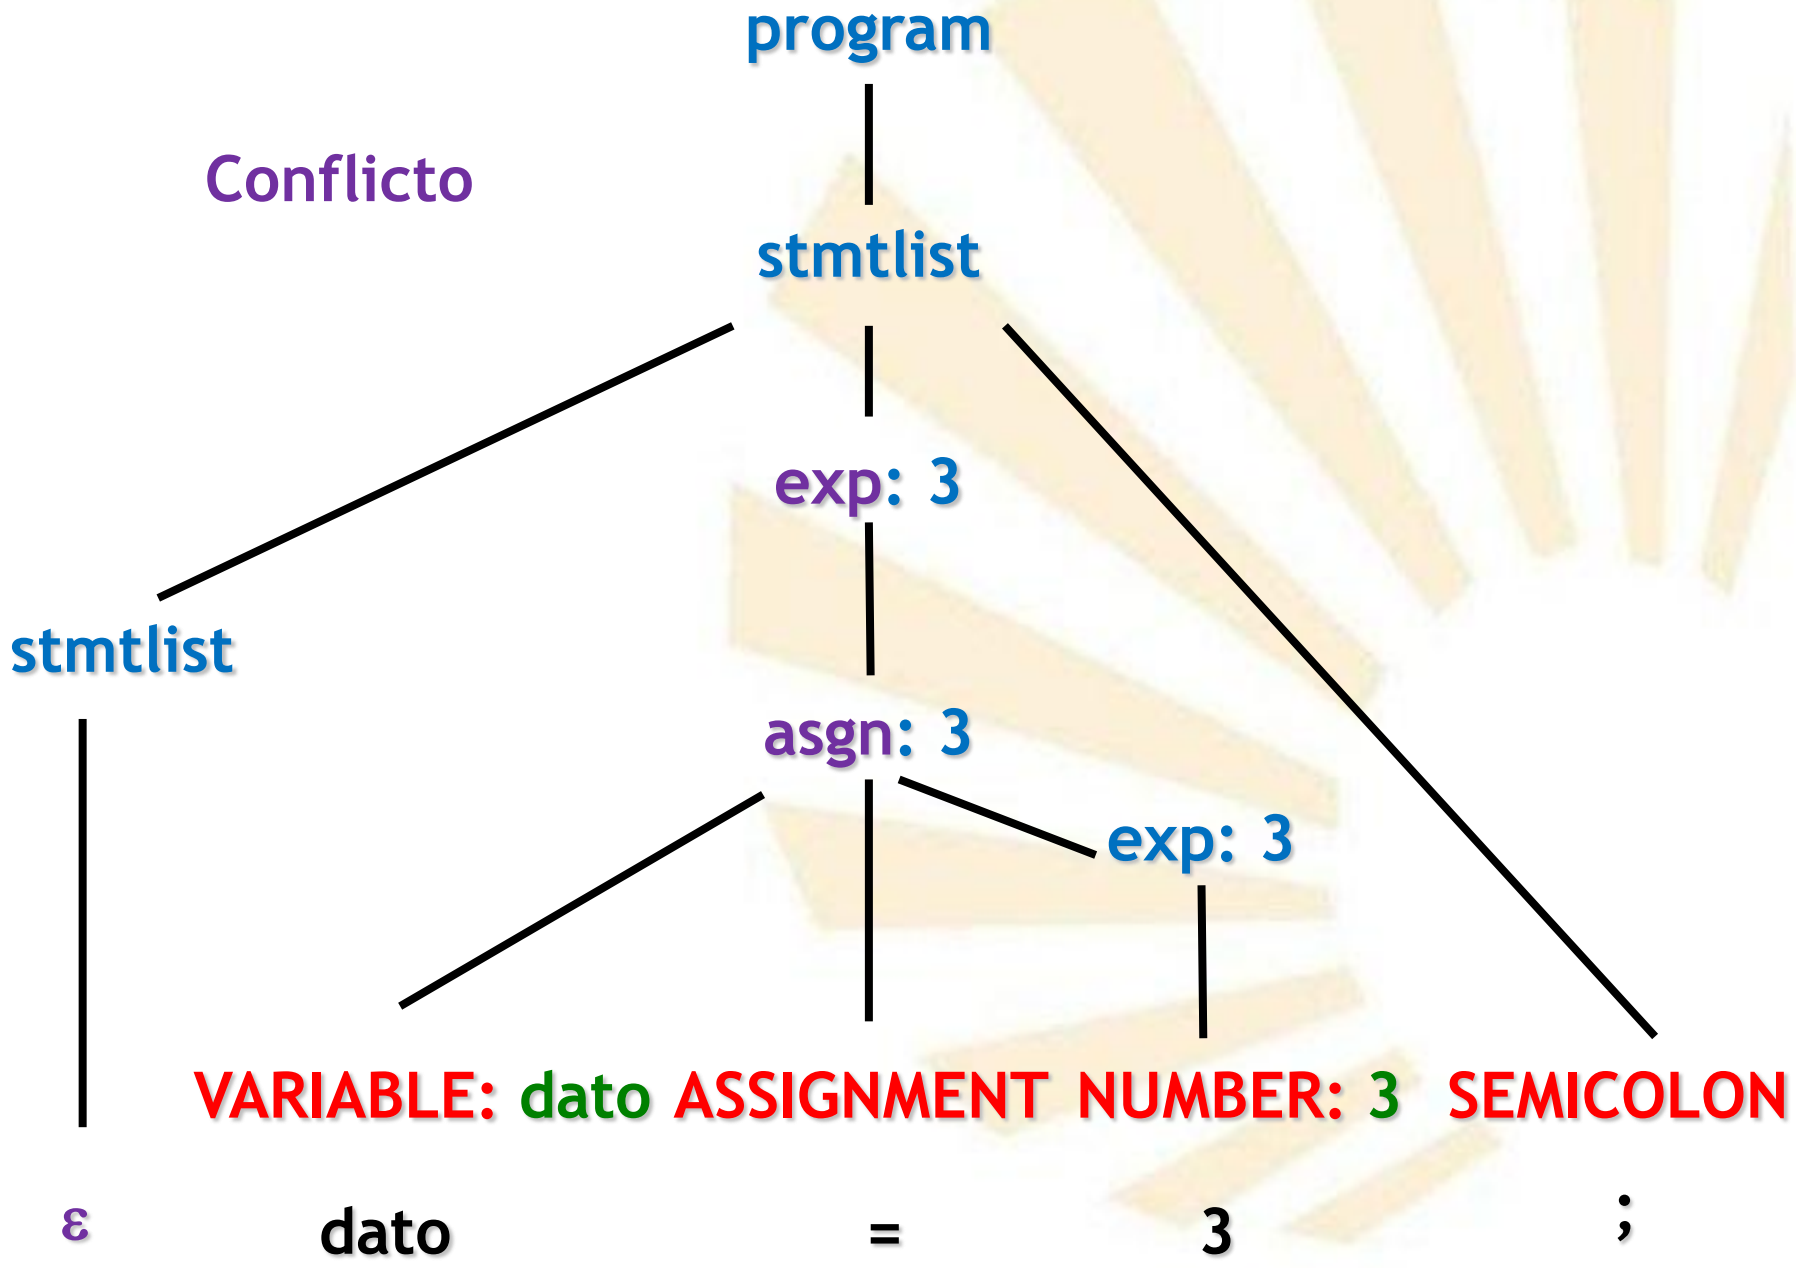 program
Conflicto
stmtlist
exp: 3
stmtlist
asgn: 3
exp: 3
VARIABLE: dato ASSIGNMENT NUMBER: 3 SEMICOLON
ε dato = 3 ;